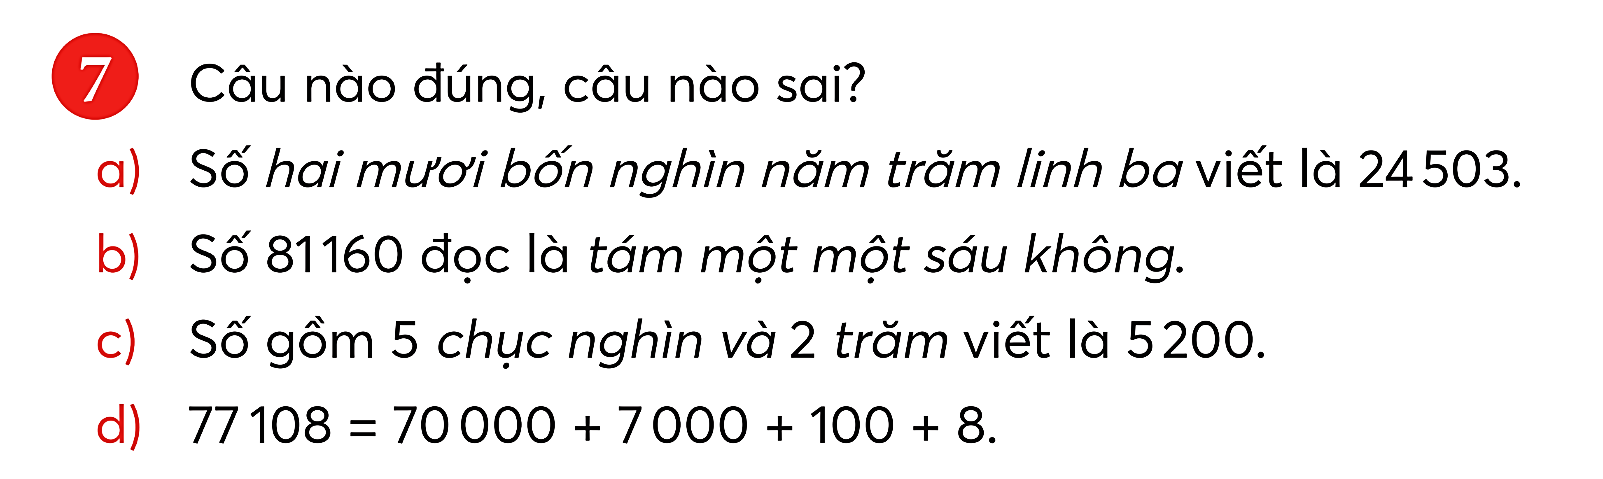 7 Câu nào đúng, câu nào sai?
a) Số hai mươi bốn nghìn năm trăm linh ba viết là 24 503.
b) Số 81 160 đọc là tám một một sáu không.
c) Số gồm 5 chục nghìn và 2 trăm viết là 5 200.
d) 77 108 = 70 000 + 7 000 + 100 + 8.